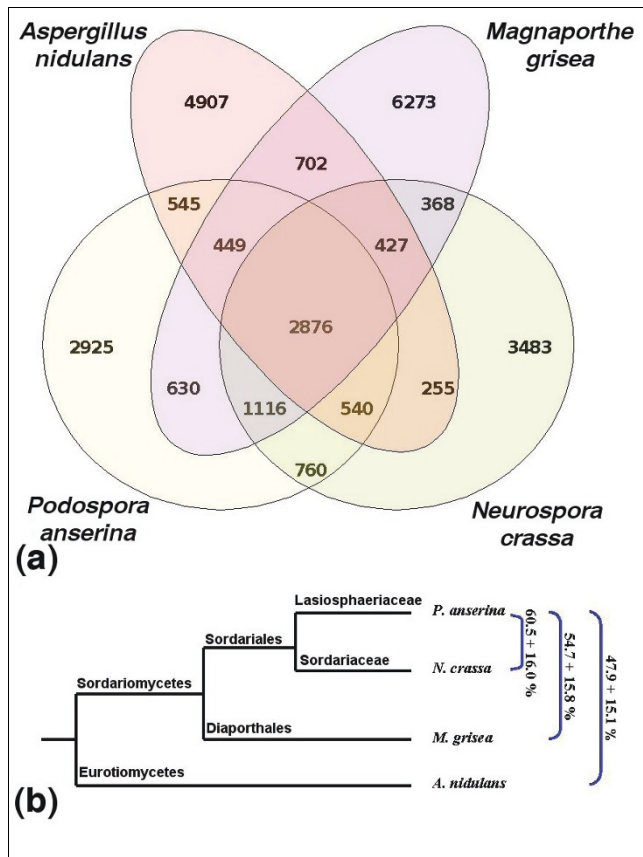 Aspergillus
nidulans
Magnaporthe
grisea
4907
6273
702
545
368
449
427
2925
2876
3483
630
255
1116
540
760
Podospora
anserina
Neurospora
crassa
(a)
Lasiosphaeriaceae
P. anserina
Sordariales
Sordariaceae
N. crassa
Sordariomycetes
Diaporthales
M. grisea
Eurotiomycetes
A. nidulans
60.5 + 16.0 %
54.7 + 15.8 %
47.9 + 15.1 %
(b)